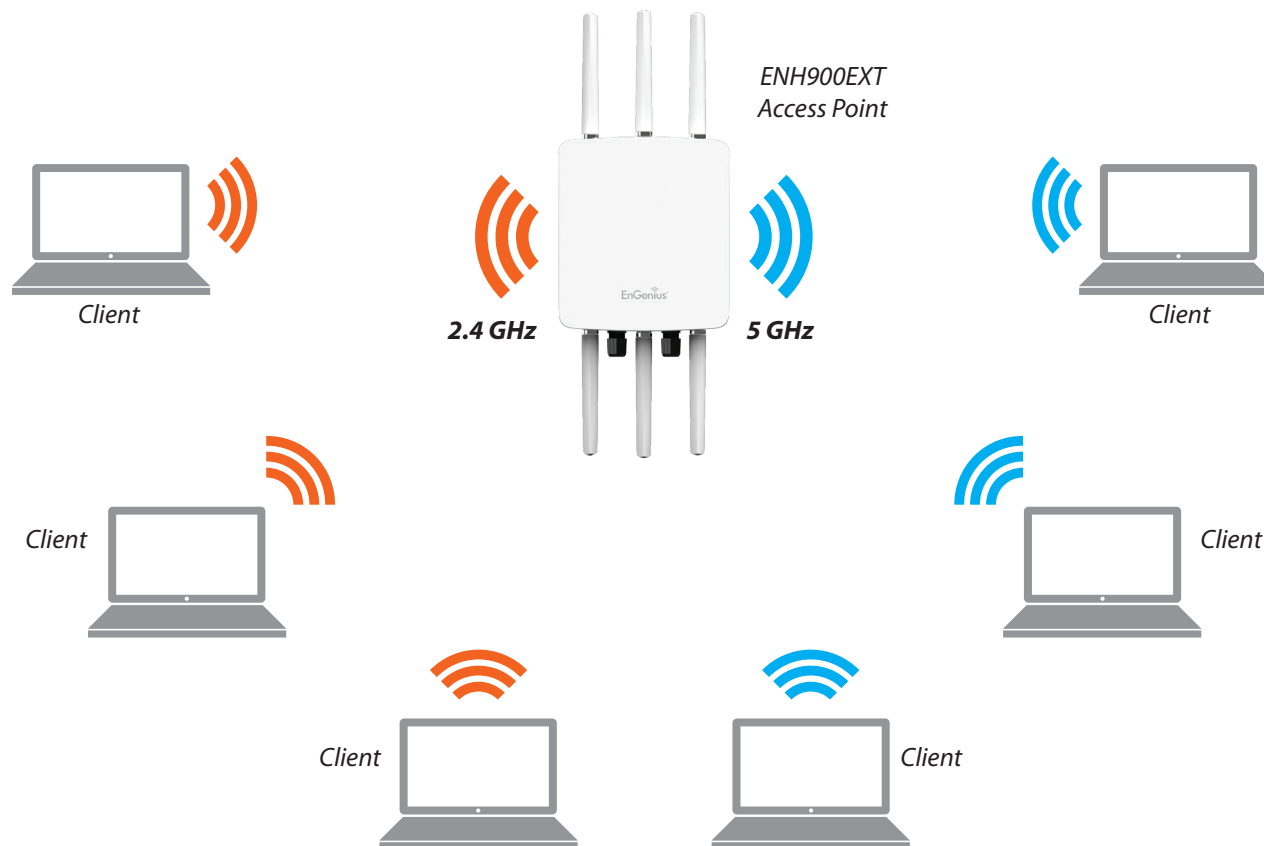 ENH900EXT
Access Point
EnGenius
Client
2.4 GHz
5 GHz
Client
Client
Client
Client
Client